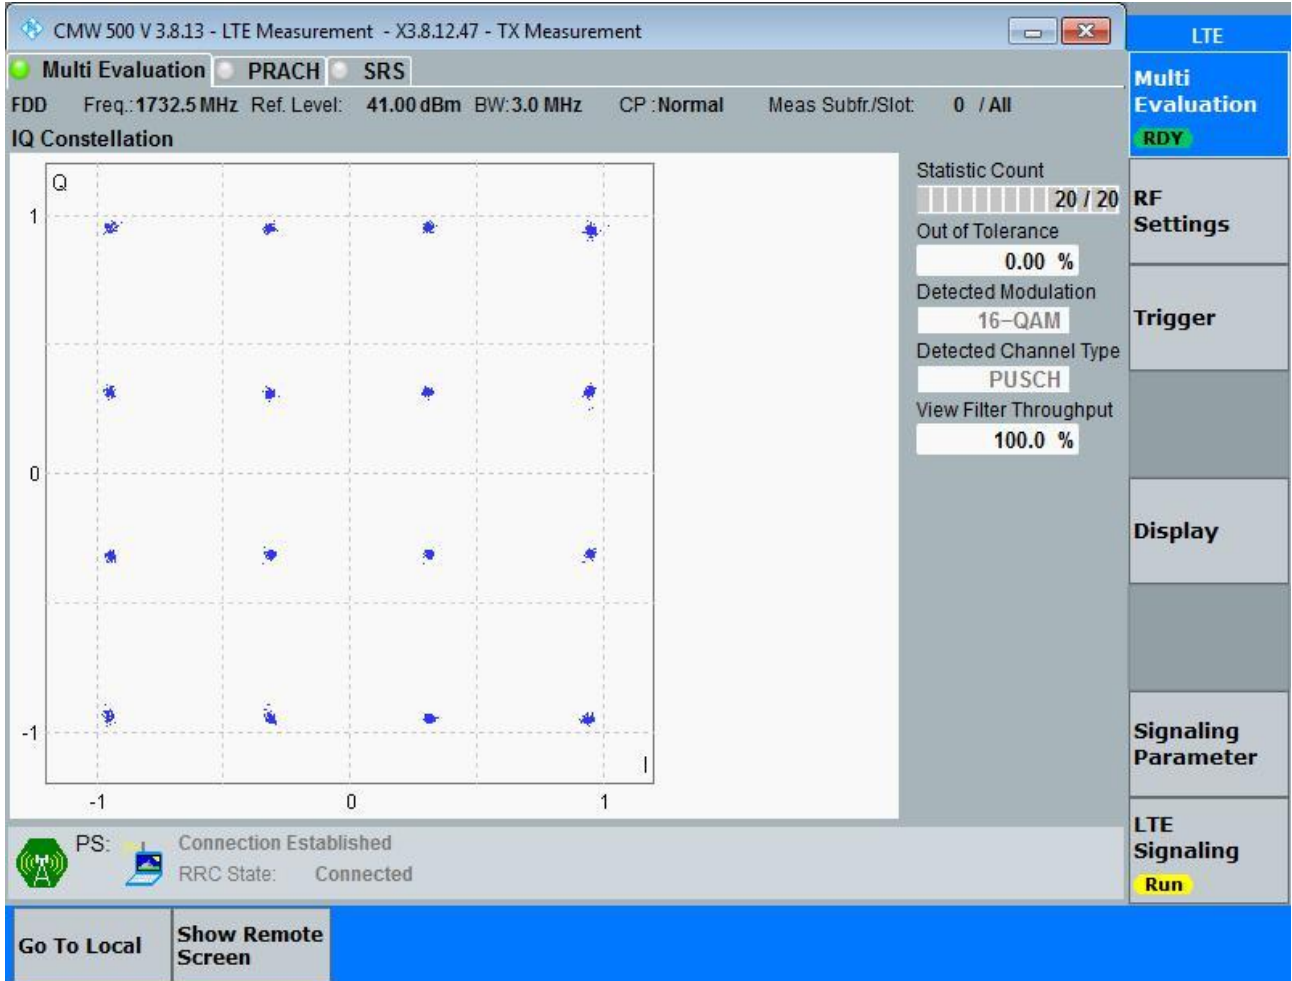 CMW 500 V 3.8.13 - LTE Measurement - X3.8.12.47 - TX Measurement
LTE
Multi Evaluation PRACH SRS
Multi
Evaluation
RDY
FDD Freq.: 1732.5 MHz Ref. Level: 41.00 dBm BW: 3.0 MHz CP : Normal Meas Subfr./Slot: 0 / All
IQ Constellation
Q
1
0
-1
-1 0 1
I
Statistic Count
20 / 20
Out of Tolerance
0.00 %
Detected Modulation
16-QAM
Detected Channel Type
PUSCH
View Filter Throughput
100.0 %
RF
Settings
Trigger
Display
Signaling
Parameter
LTE
Signaling
Run
PS: Connection Established
RRC State: Connected
Go To Local
Show Remote
Screen